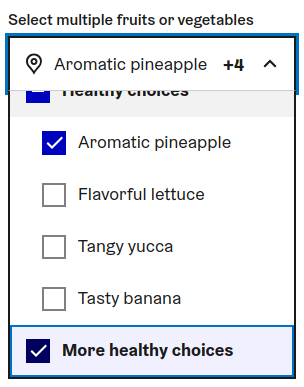 Select multiple fruits or vegetables
Aromatic pineapple +4
Healthy choices
Aromatic pineapple
Flavorful lettuce
Tangy yucca
Tasty banana
More healthy choices